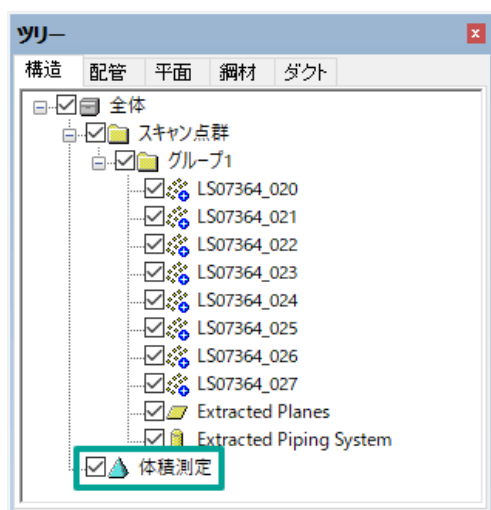 ツリー
構造 配管 平面 鋼材 ダクト
全体
スキャン点群
グループ1
LS07364_020
LS07364_021
LS07364_022
LS07364_023
LS07364_024
LS07364_025
LS07364_026
LS07364_027
Extracted Planes
Extracted Piping System
体積測定